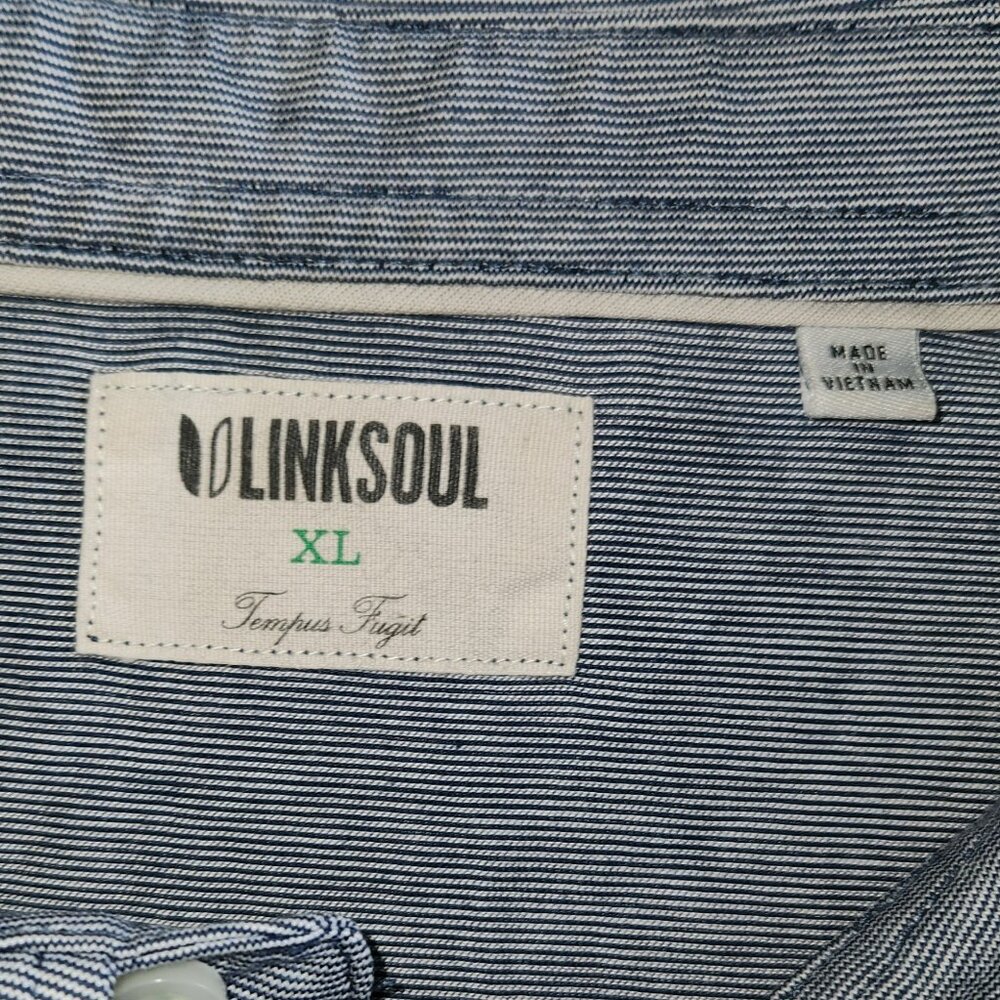 LINKSOUL
XL
Tempus Fugit
MADE
IN
VIETNAM